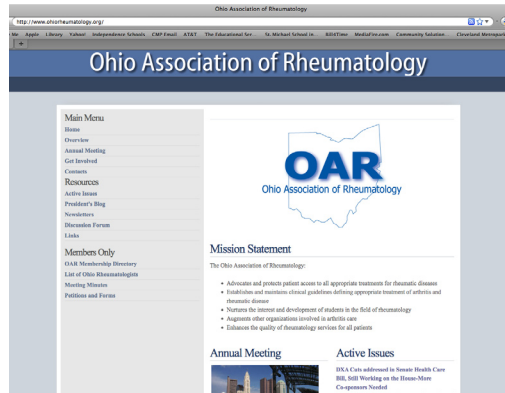 Ohio Association of Rheumatology
http://www.ohiorheumatology.org/
Me Apple Library Yahoo! Independence Schools CMP Email AT&T The Educational Ser... St. Michael School in... Bill4Time MediaFire.com Community Solution... Cleveland Metropark
+
Ohio Association of Rheumatology
Main Menu
Home
Overview
Annual Meeting
Get Involved
Contacts
Resources
Active Issues
President's Blog
Newsletters
Discussion Forum
Links
Members Only
OAR Membership Directory
List of Ohio Rheumatologists
Meeting Minutes
Petitions and Forms
OAR
Ohio Association of Rheumatology
Mission Statement
The Ohio Association of Rheumatology:
Advocates and protects patient access to all appropriate treatments for rheumatic diseases
Establishes and maintains clinical guidelines defining appropriate treatment of arthritis and
rheumatic disease
Nurtures the interest and development of students in the field of rheumatology
Augments other organizations involved in arthritis care
Enhances the quality of rheumatology services for all patients
Annual Meeting
Active Issues
DXA Cuts addressed in Senate Health Care
Bill, Still Working on the House-More
Co-sponsors Needed